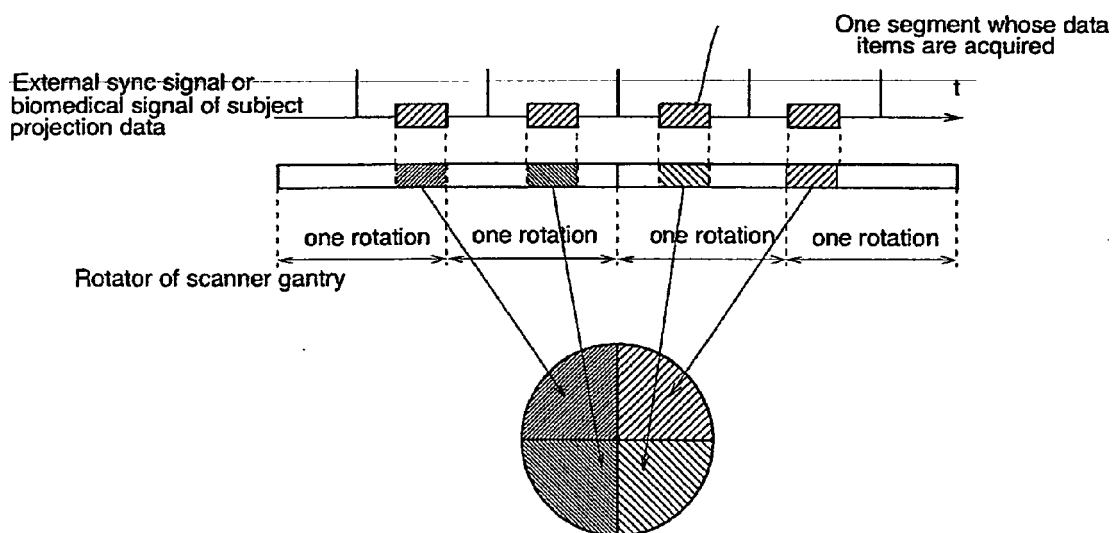 One segment whose data
items are acquired
External sync signal or
biomedical signal of subject
projection data
t
one rotation
one rotation
one rotation
one rotation
Rotator of scanner gantry